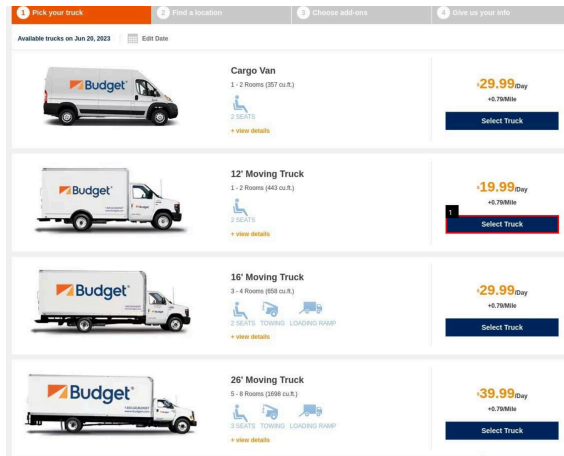 1 Pick your truck
2 Find a location
3 Choose add-ons
4 Give us your info
Available trucks on Jun 20, 2023
Edit Date
Budget
Cargo Van
1 - 2 Rooms (357 cu.ft.)
2 SEATS
+ view details
$29.99/Day
+0.79/Mile
Select Truck
Budget
12' Moving Truck
1 - 2 Rooms (443 cu.ft.)
2 SEATS
+ view details
$19.99/Day
+0.79/Mile
1
Select Truck
Budget
16' Moving Truck
3 - 4 Rooms (658 cu.ft.)
2 SEATS TOWING LOADING RAMP
+ view details
$29.99/Day
+0.79/Mile
Select Truck
Budget
26' Moving Truck
5 - 8 Rooms (1698 cu.ft.)
3 SEATS TOWING LOADING RAMP
+ view details
$39.99/Day
+0.79/Mile
Select Truck